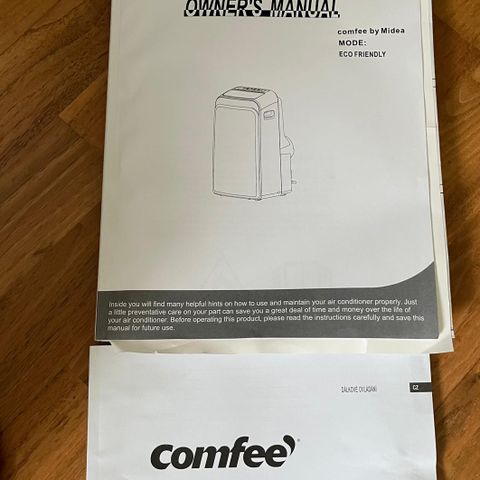 OWNER'S MANUAL
comfee by Midea
MODE:
ECO FRIENDLY
Inside you will find many helpful hints on how to use and maintain your air conditioner properly. Just
a little preventative care on your part can save you a great deal of time and money over the life of
your air conditioner. Before operating this product, please read the instructions carefully and save this
manual for future use.
DÁLKOVÉ OVLÁDÁNÍ
CZ
comfee